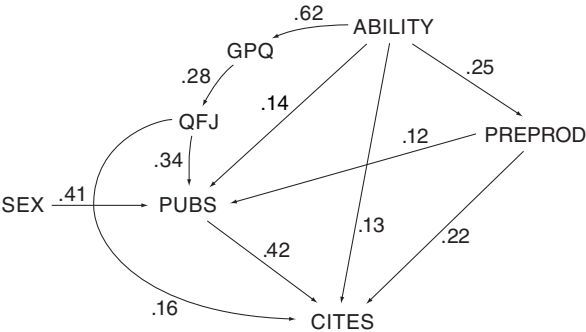 .62
ABILITY
GPQ
.28
.25
.14
QFJ
.12
PREPROD
.34
.41
SEX
PUBS
.13
.42
.22
.16
CITES